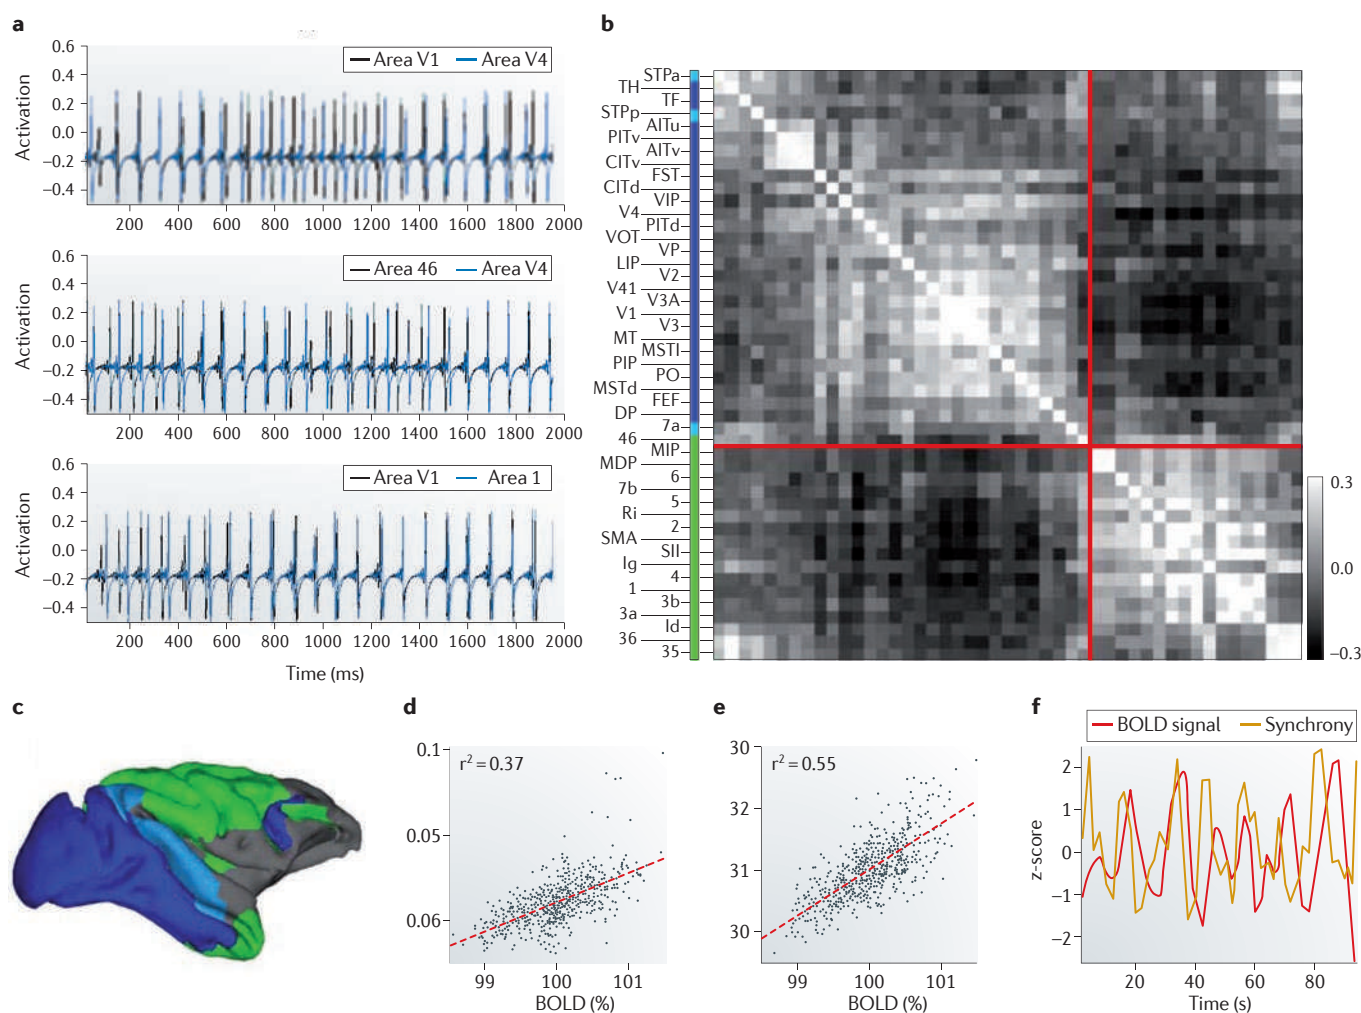 a
0.6
0.4
0.2
0.0
–0.2
–0.4
Activation
Area V1 Area V4
200 400 600 800 1000 1200 1400 1600 1800 2000
0.6
0.4
0.2
0.0
–0.2
–0.4
Activation
Area 46 Area V4
200 400 600 800 1000 1200 1400 1600 1800 2000
0.6
0.4
0.2
0.0
–0.2
–0.4
Activation
Area V1 Area 1
200 400 600 800 1000 1200 1400 1600 1800 2000
Time (ms)
b
STPa
TH
TF
STPp
AITu
PITv
AITv
CITv
FST
CITd
VIP
V4
PITd
VOT
VP
LIP
V2
V41
V3A
V1
V3
MT
MSTI
PIP
PO
MSTd
FEF
DP
7a
46
MIP
MDP
6
7b
5
Ri
2
SMA
SII
Ig
4
1
3b
3a
Id
36
35
0.3
0.0
–0.3
c
d
0.1
0.05
0.06
r² = 0.37
99 100 101
BOLD (%)
e
30
32
31
30
r² = 0.55
99 100 101
BOLD (%)
f
BOLD signal Synchrony
2
1
0
–1
–2
z-score
20 40 60 80
Time (s)